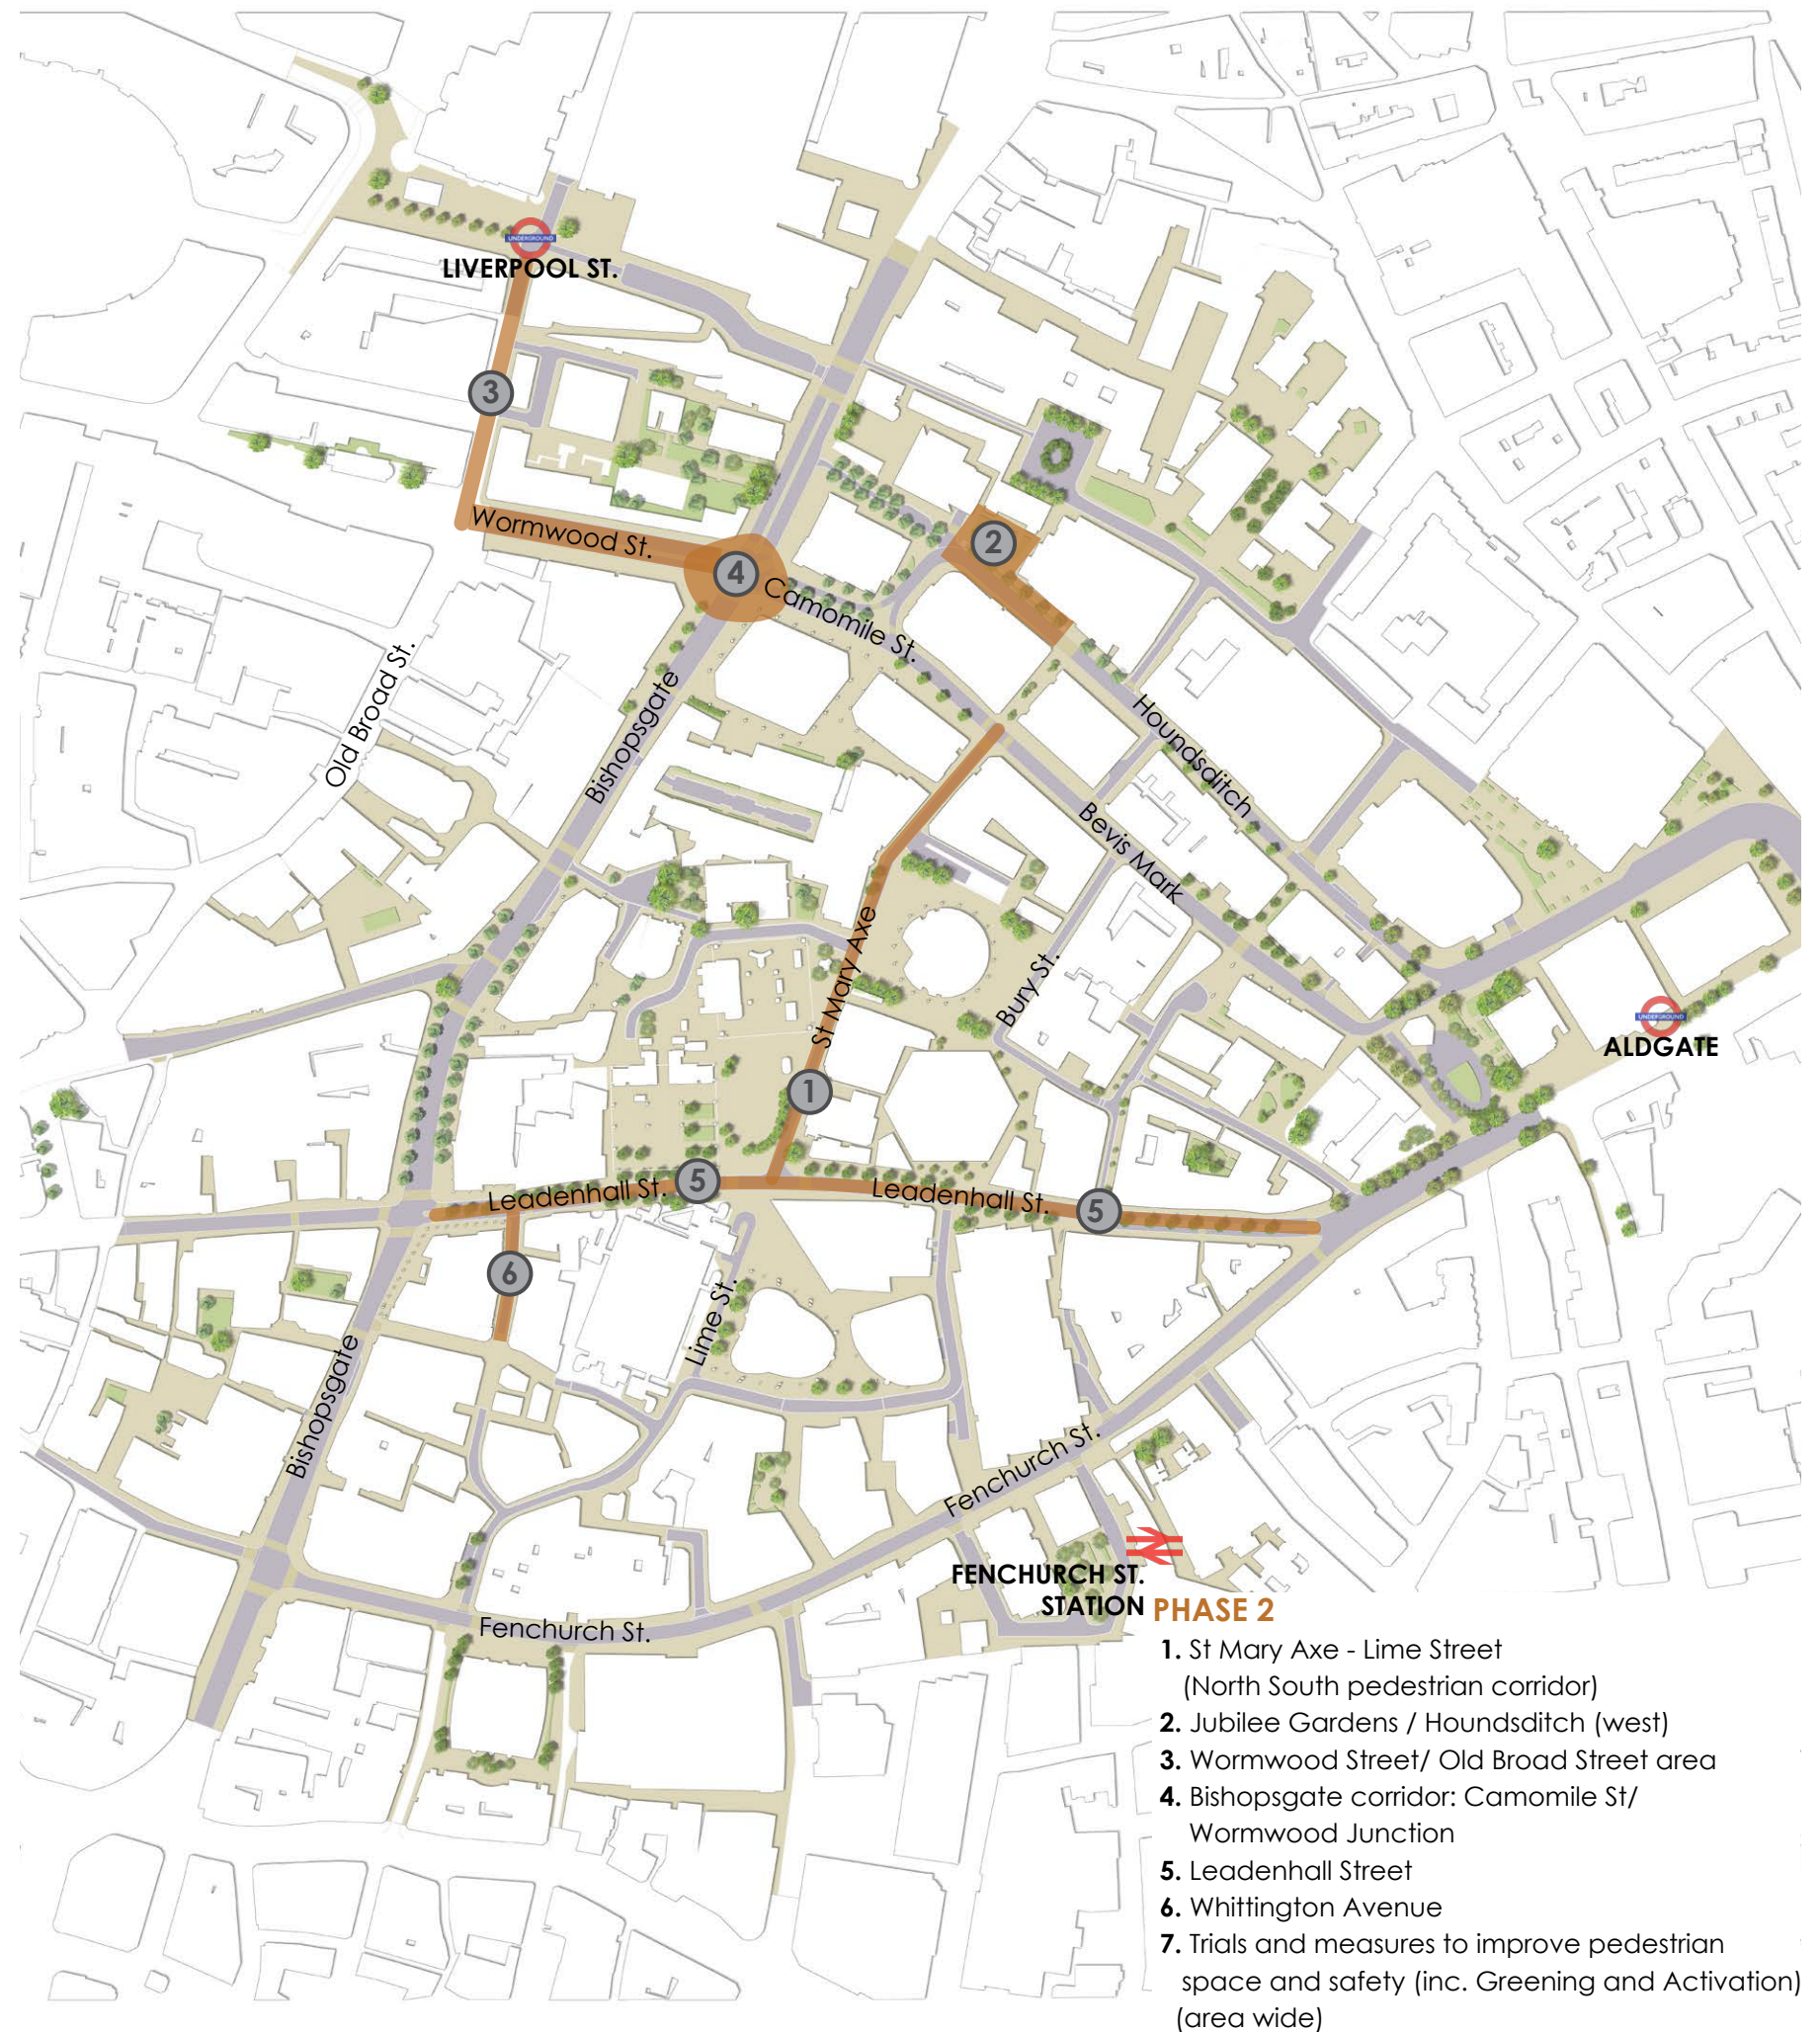 UNDERGROUND
LIVERPOOL ST.
3
2
Wormwood St.
4
Camomile St.
Old Broad St.
Bishopsgate
Houndsditch
Bevis Mark
St Mary Axe
Bury St.
UNDERGROUND
ALDGATE
1
5
Leadenhall St.
Leadenhall St.
5
6
Lime St.
Bishopsgate
Fenchurch St.
FENCHURCH ST.
STATION
Fenchurch St.
PHASE 2
1. St Mary Axe - Lime Street
(North South pedestrian corridor)
2. Jubilee Gardens / Houndsditch (west)
3. Wormwood Street/ Old Broad Street area
4. Bishopsgate corridor: Camomile St/
Wormwood Junction
5. Leadenhall Street
6. Whittington Avenue
7. Trials and measures to improve pedestrian
space and safety (inc. Greening and Activation)
(area wide)